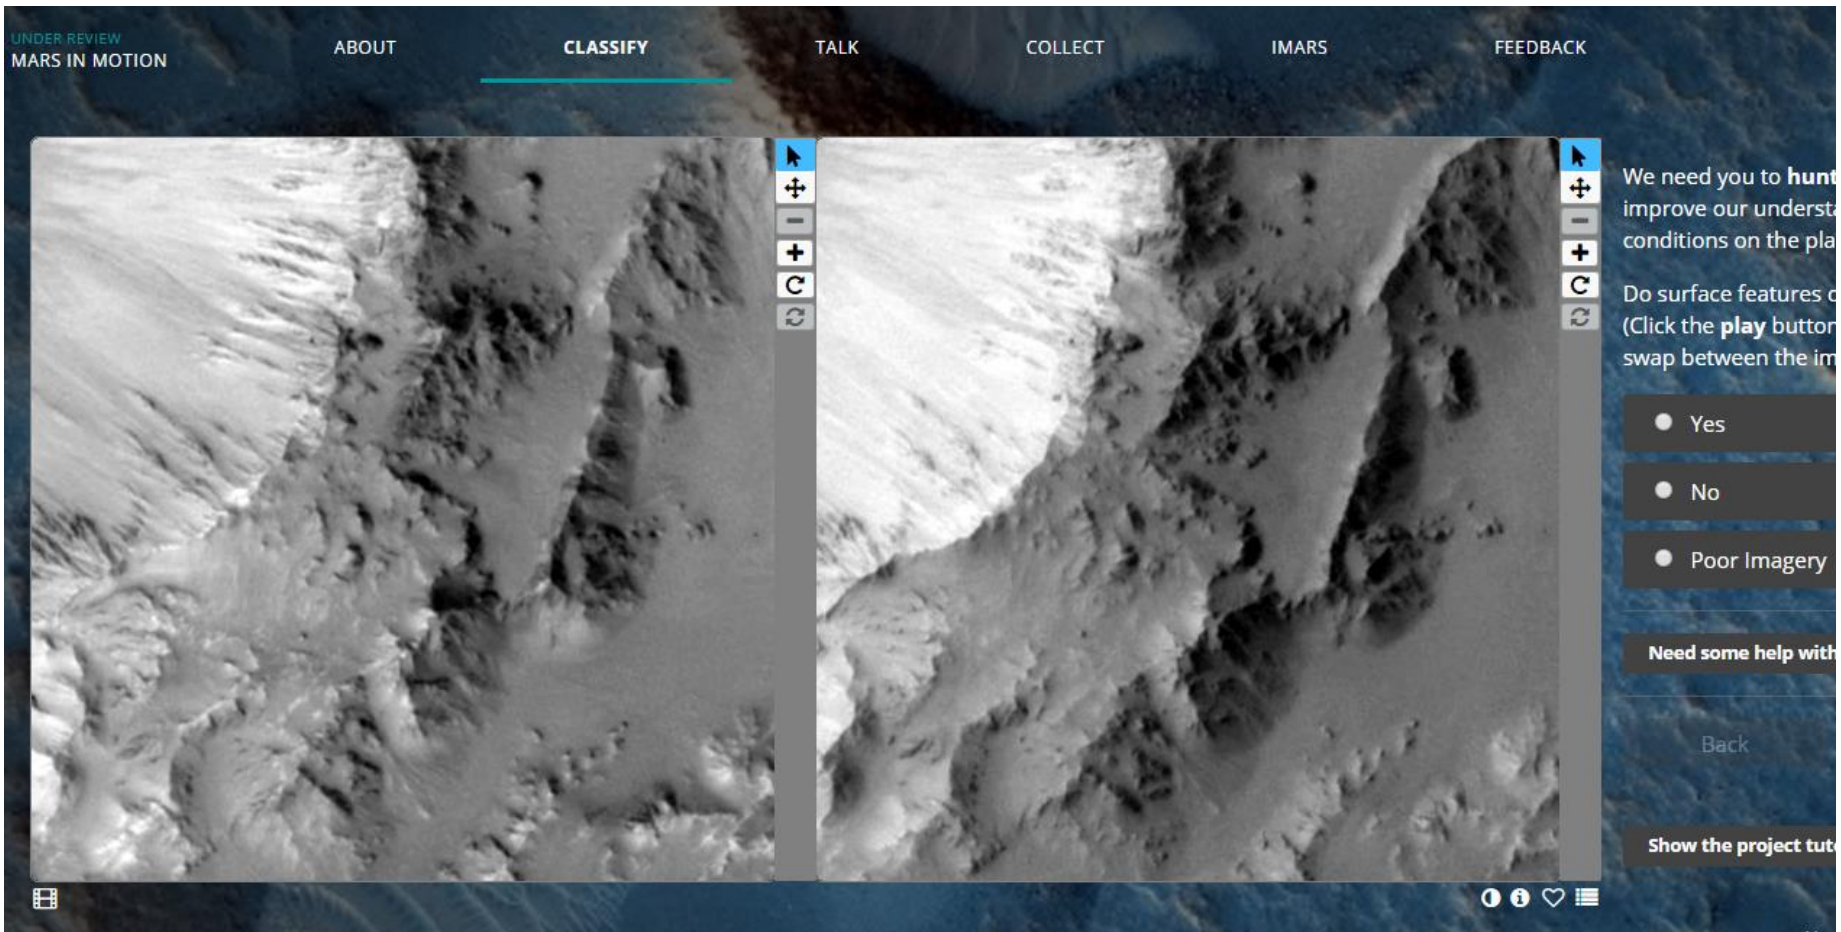 UNDER REVIEW
MARS IN MOTION
ABOUT
CLASSIFY
TALK
COLLECT
IMARS
FEEDBACK
We need you to hunt
improve our understa
conditions on the pla
Do surface features
(Click the play button
swap between the im
Yes
No
Poor Imagery
Need some help with
Back
Show the project tut